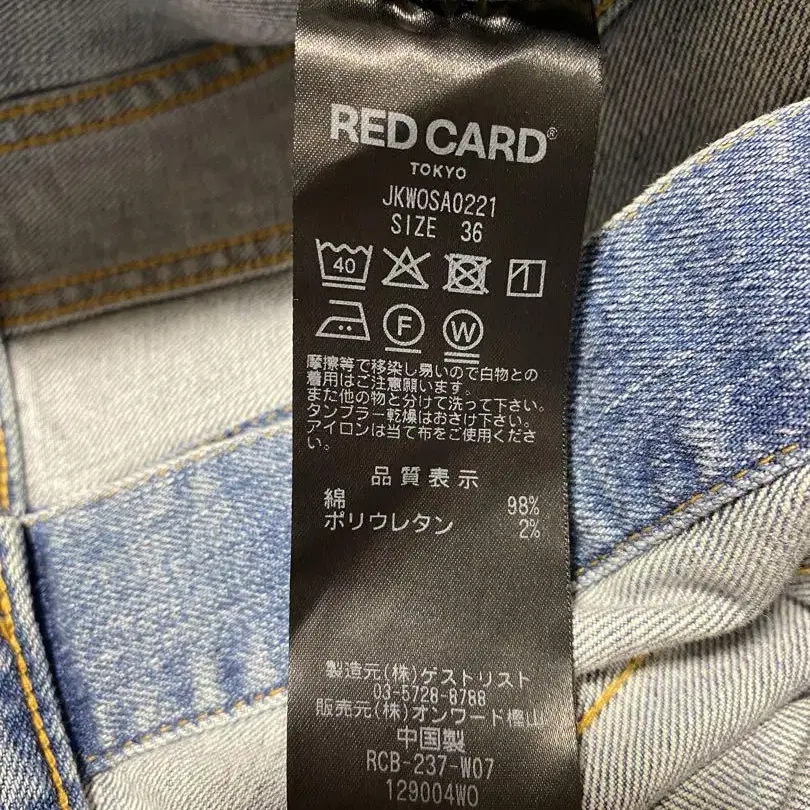 RED CARD®
TOKYO
JKWOSA0221
SIZE 36
40
F
W
摩擦等で移染し易いので白物との
着用はご注意願います。
また他の物と分けて洗って下さい。
タンブラー乾燥はおさけ下さい。
アイロンは当て布をご使用くださ
い。
品質表示
綿 98%
ポリウレタン 2%
製造元(株)ゲストリスト
03-5728-8788
販売元(株)オンワード樫山
中国製
RCB-237-W07
129004WO